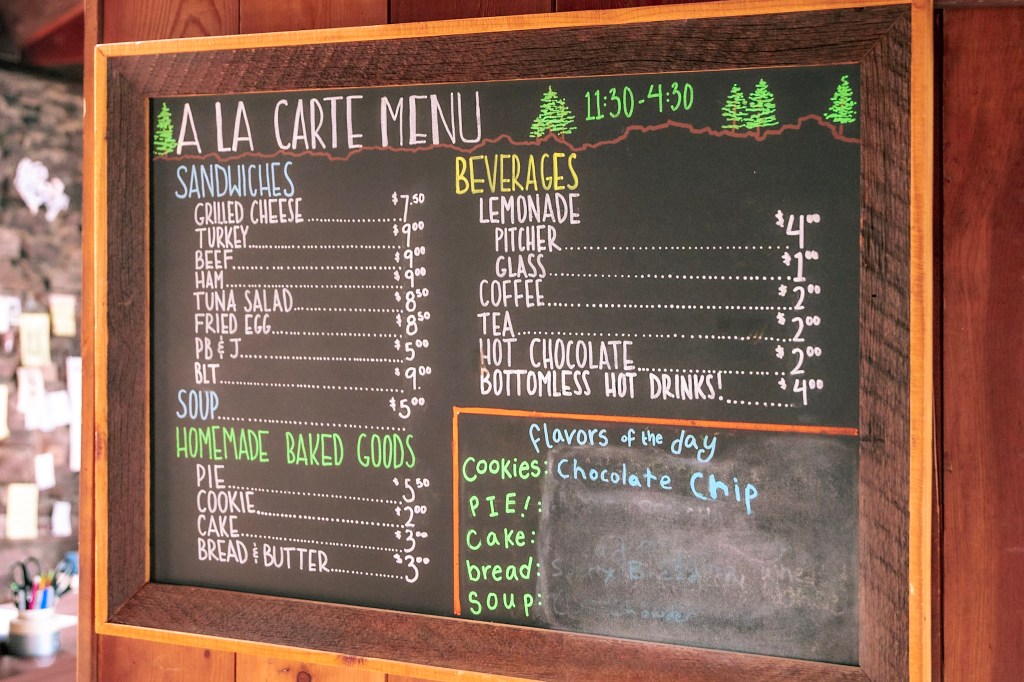 A LA CARTE MENU 11:30-4:30
SANDWICHES
GRILLED CHEESE $7.50
TURKEY $9.00
BEEF $9.00
HAM $9.00
TUNA SALAD $8.50
FRIED EGG $8.50
PB & J $5.00
BLT $9.00
SOUP $5.00
HOMEMADE BAKED GOODS
PIE $5.50
COOKIE $2.00
CAKE $3.00
BREAD & BUTTER $3.00
BEVERAGES
LEMONADE
PITCHER $4.00
GLASS $1.00
COFFEE $2.00
TEA $2.00
HOT CHOCOLATE $2.00
BOTTOMLESS HOT DRINKS! $4.00
flavors of the day
Cookies: Chocolate Chip
PIE!:
Cake:
bread:
Soup: